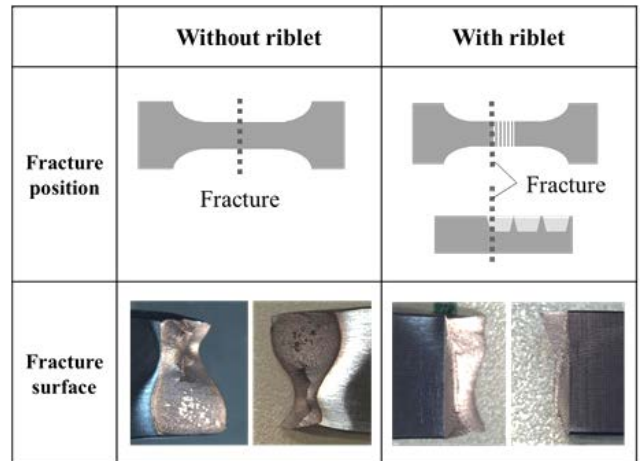 Without riblet
With riblet
Fracture
position
Fracture
Fracture
Fracture
surface